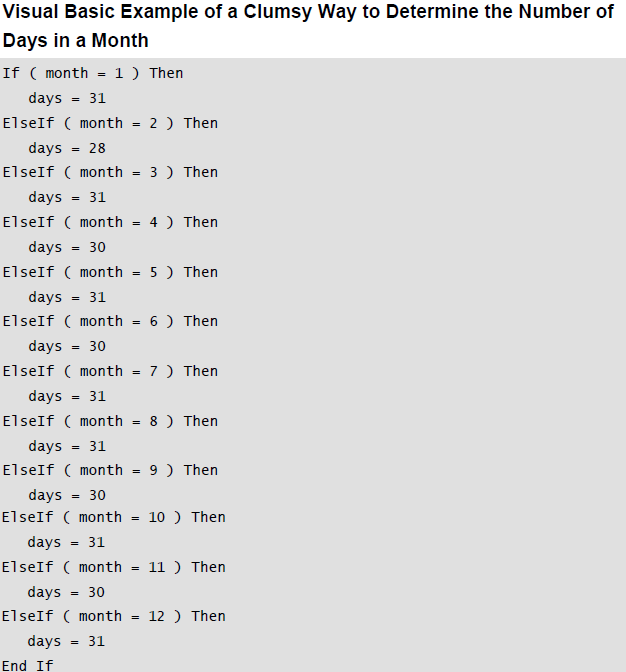 Visual Basic Example of a Clumsy Way to Determine the Number of
Days in a Month
If ( month = 1 ) Then
days = 31
ElseIf ( month = 2 ) Then
days = 28
ElseIf ( month = 3 ) Then
days = 31
ElseIf ( month = 4 ) Then
days = 30
ElseIf ( month = 5 ) Then
days = 31
ElseIf ( month = 6 ) Then
days = 30
ElseIf ( month = 7 ) Then
days = 31
ElseIf ( month = 8 ) Then
days = 31
ElseIf ( month = 9 ) Then
days = 30
ElseIf ( month = 10 ) Then
days = 31
ElseIf ( month = 11 ) Then
days = 30
ElseIf ( month = 12 ) Then
days = 31
End If